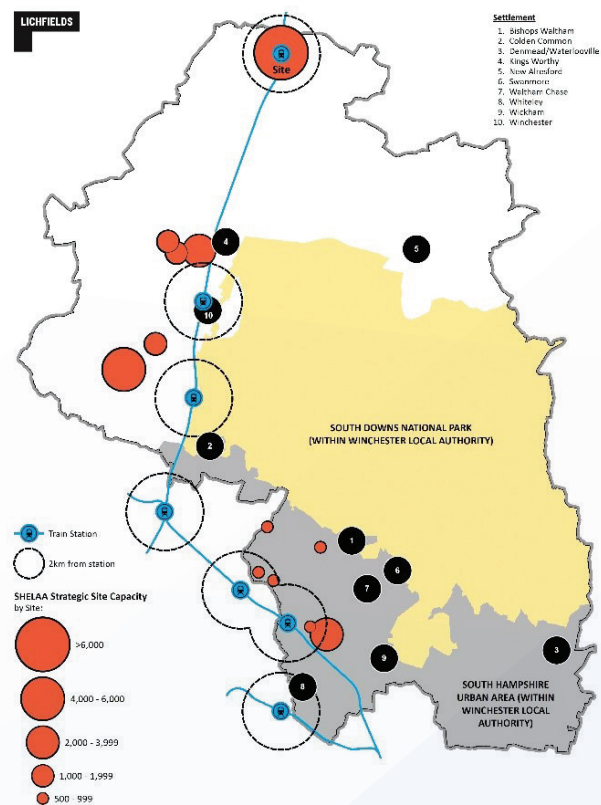 LICHFIELDS
Settlement
1. Bishops Waltham
2. Colden Common
3. Denmead/Waterlooville
4. Kings Worthy
5. New Alresford
6. Swanmore
7. Waltham Chase
8. Whiteley
9. Wickham
10. Winchester
Site
4
5
10
SOUTH DOWNS NATIONAL PARK
(WITHIN WINCHESTER LOCAL AUTHORITY)
2
1
6
7
3
9
8
SOUTH HAMPSHIRE
URBAN AREA (WITHIN
WINCHESTER LOCAL
AUTHORITY)
Train Station
2km from station
SHELAA Strategic Site Capacity
by Site:
>6,000
4,000 - 6,000
2,000 - 3,999
1,000 - 1,999
500 - 999